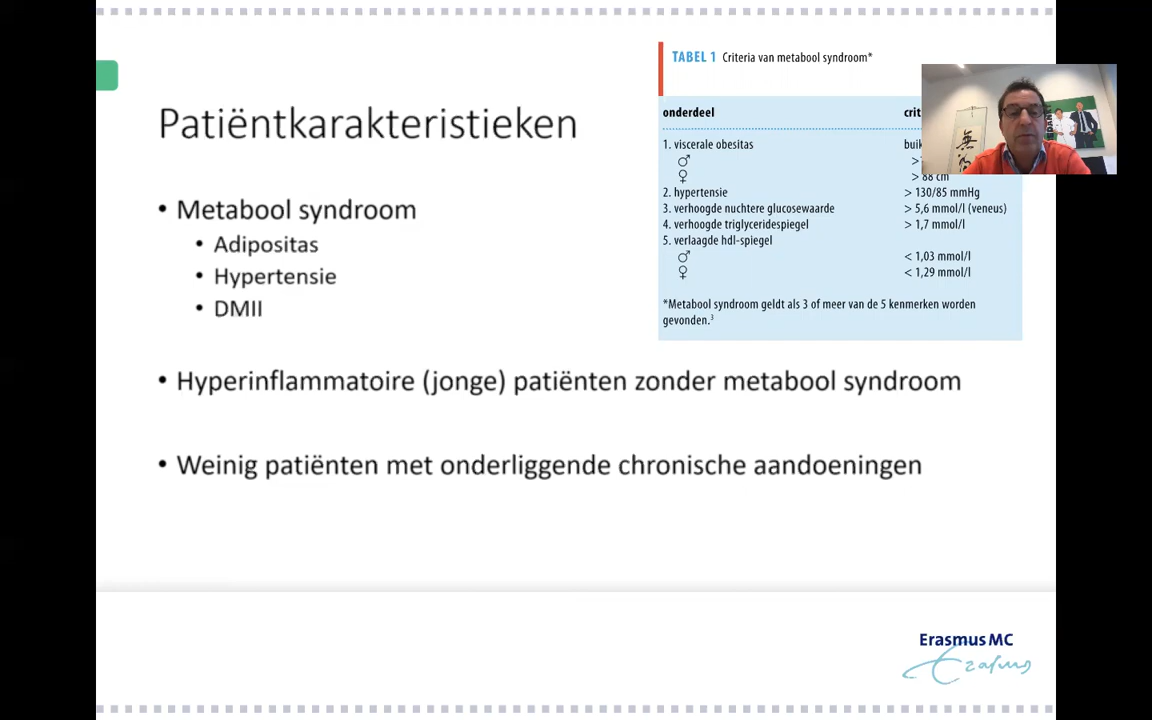 Patiëntkarakteristieken
• Metabool syndroom
• Adipositas
• Hypertensie
• DMII
• Hyperinflammatoire (jonge) patiënten zonder metabool syndroom
• Weinig patiënten met onderliggende chronische aandoeningen
TABEL 1 Criteria van metabool syndroom*
onderdeel crit
1. viscerale obesitas buik
♂ >
♀ > 88 cm
2. hypertensie > 130/85 mmHg
3. verhoogde nuchtere glucosewaarde > 5,6 mmol/l (veneus)
4. verhoogde triglyceridespiegel > 1,7 mmol/l
5. verlaagde hdl-spiegel
♂ < 1,03 mmol/l
♀ < 1,29 mmol/l
*Metabool syndroom geldt als 3 of meer van de 5 kenmerken worden
gevonden.3
Erasmus MC
Erasmus